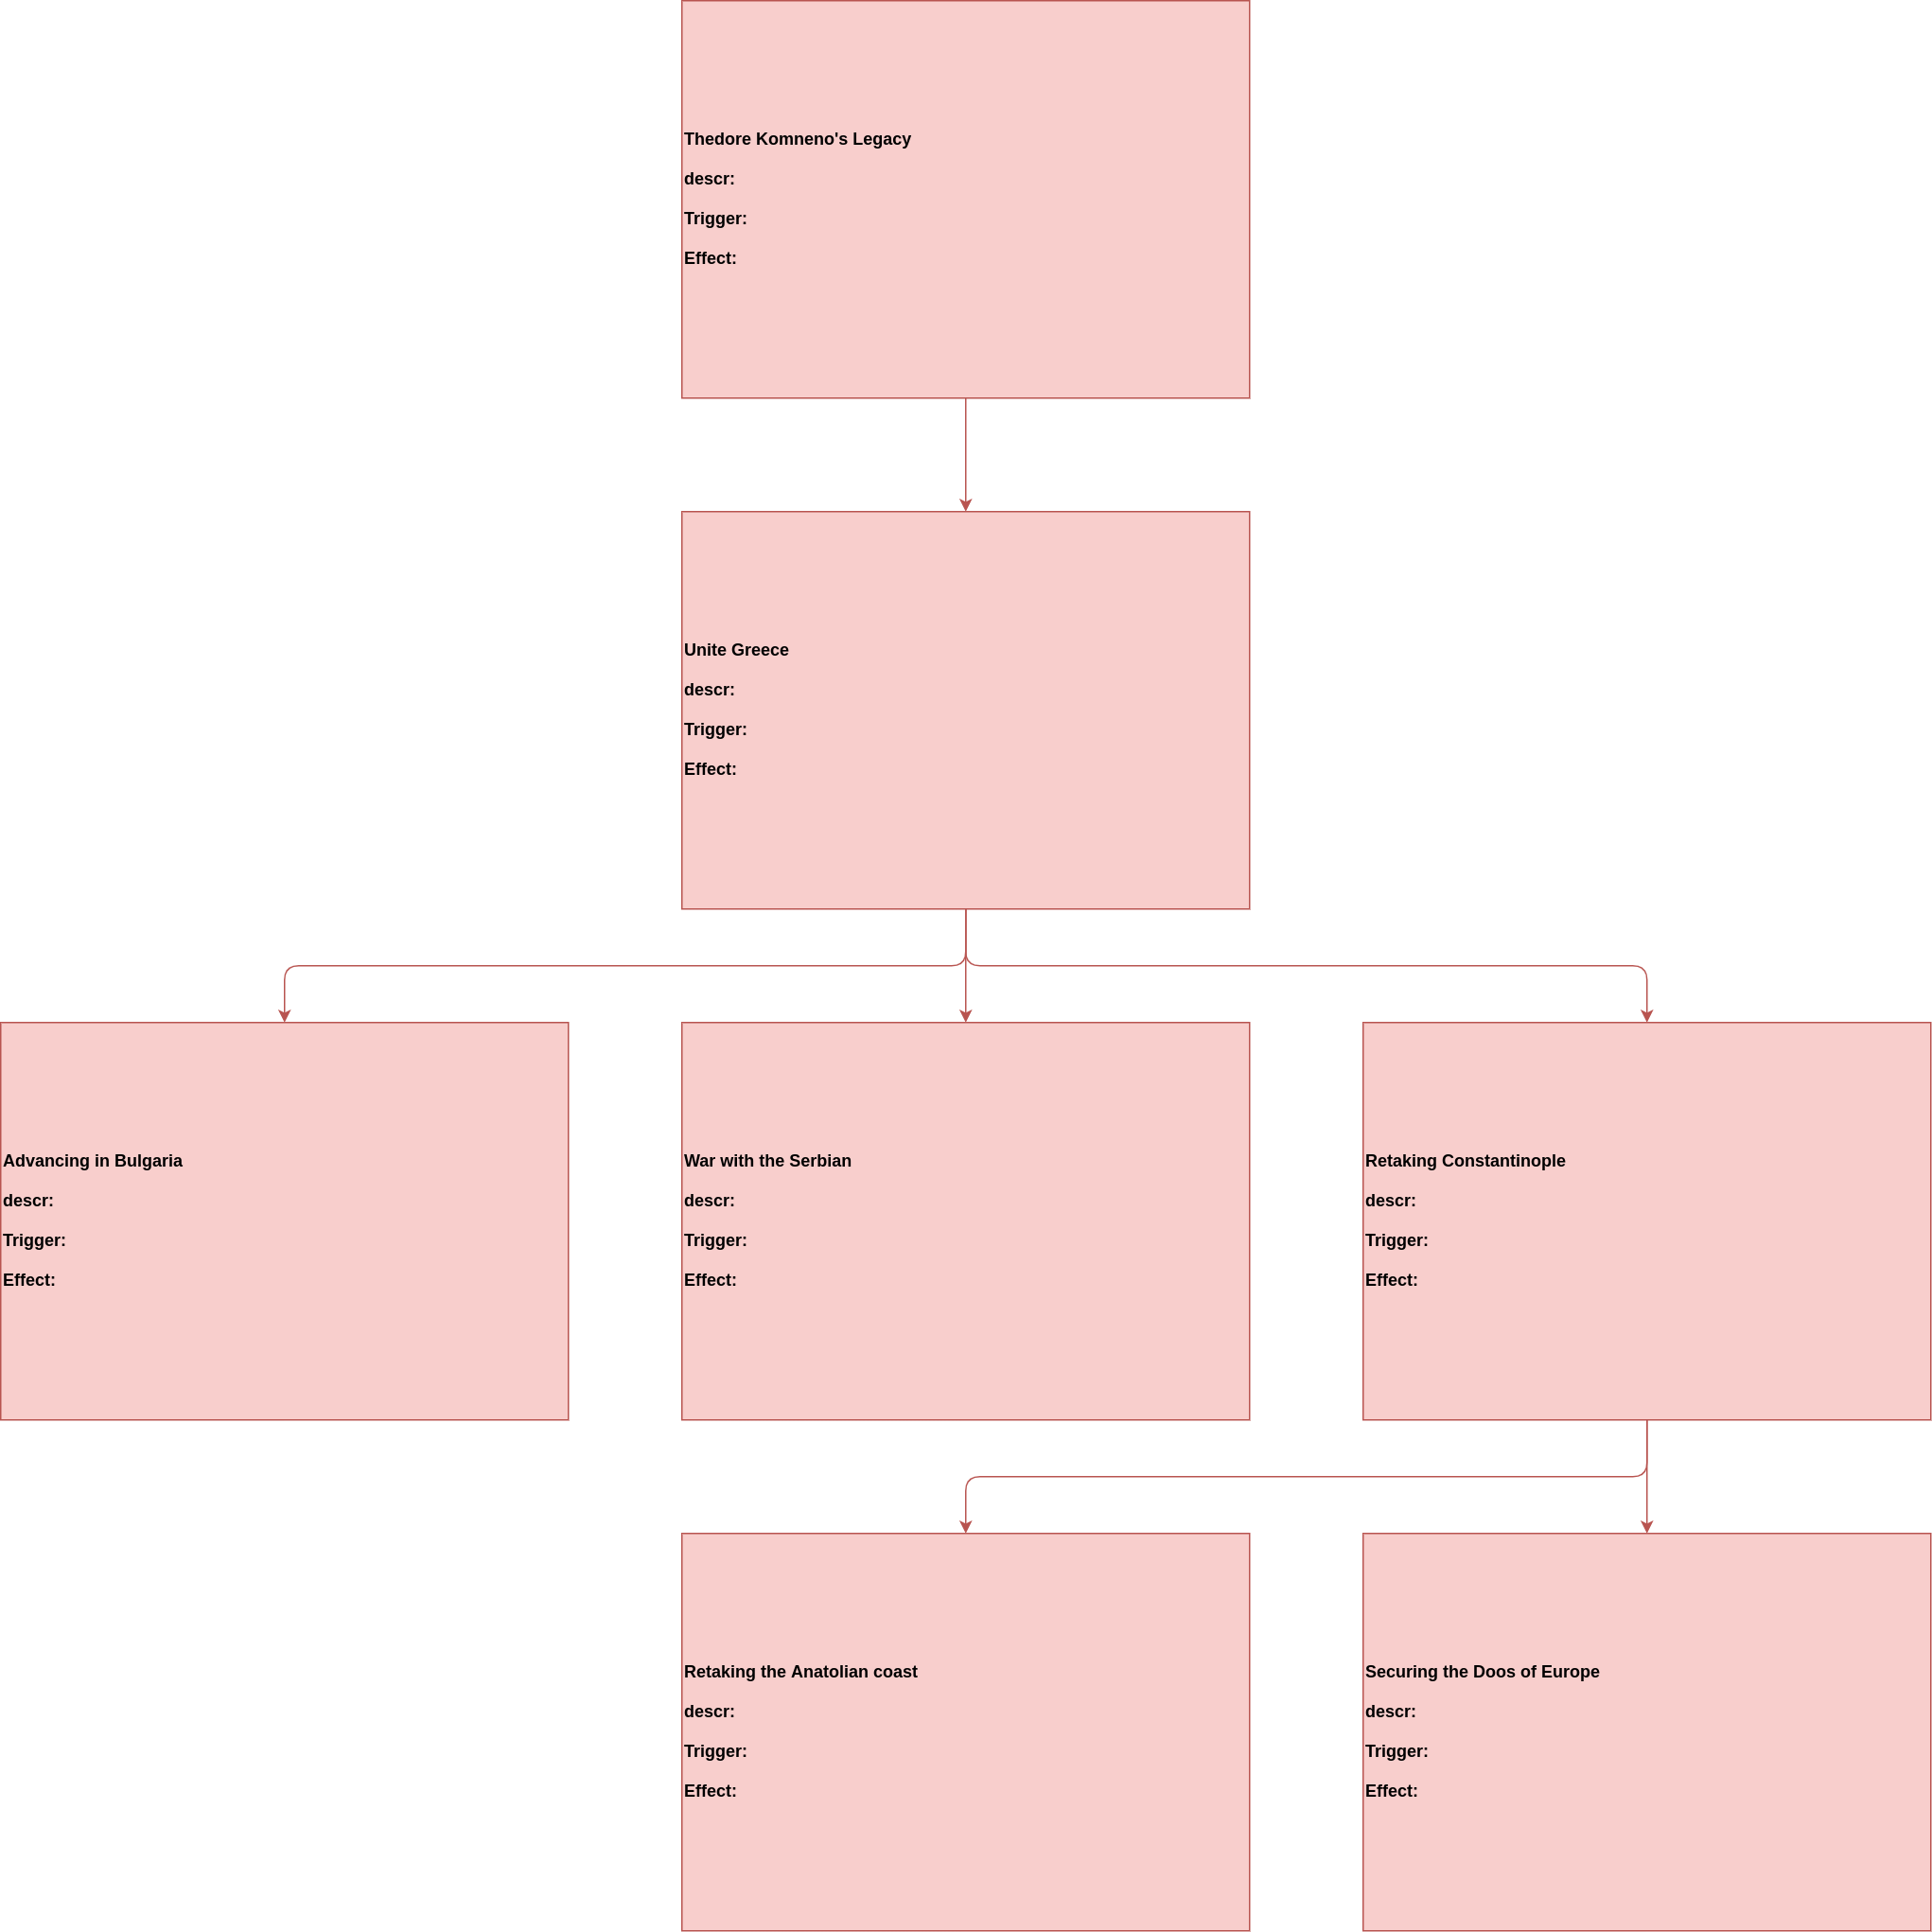 Thedore Komneno's Legacy
descr:
Trigger:
Effect:
Unite Greece
descr:
Trigger:
Effect:
Advancing in Bulgaria
descr:
Trigger:
Effect:
War with the Serbian
descr:
Trigger:
Effect:
Retaking Constantinople
descr:
Trigger:
Effect:
Retaking the Anatolian coast
descr:
Trigger:
Effect:
Securing the Doos of Europe
descr:
Trigger:
Effect: